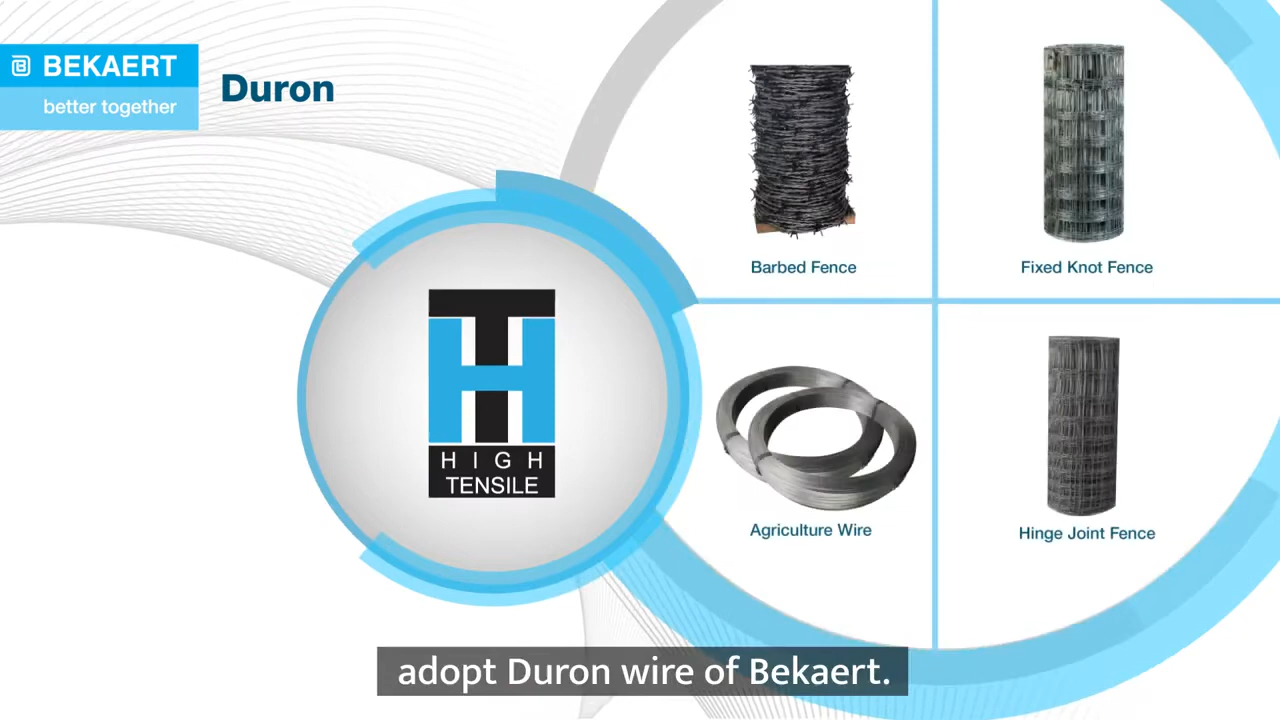 BEKAERT
better together
Duron
Barbed Fence
Fixed Knot Fence
TH
HIGH
TENSILE
Agriculture Wire
Hinge Joint Fence
adopt Duron wire of Bekaert.